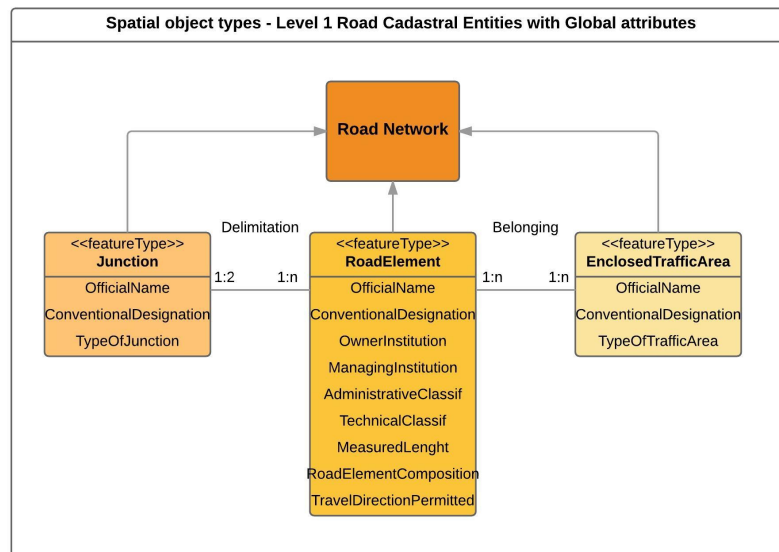 Spatial object types - Level 1 Road Cadastral Entities with Global attributes
Road Network
Delimitation
Belonging
<<featureType>>
Junction
OfficialName
ConventionalDesignation
TypeOfJunction
1:2
1:n
<<featureType>>
RoadElement
OfficialName
ConventionalDesignation
OwnerInstitution
ManagingInstitution
AdministrativeClassif
TechnicalClassif
MeasuredLenght
RoadElementComposition
TravelDirectionPermitted
1:n
1:n
<<featureType>>
EnclosedTrafficArea
OfficialName
ConventionalDesignation
TypeOfTrafficArea